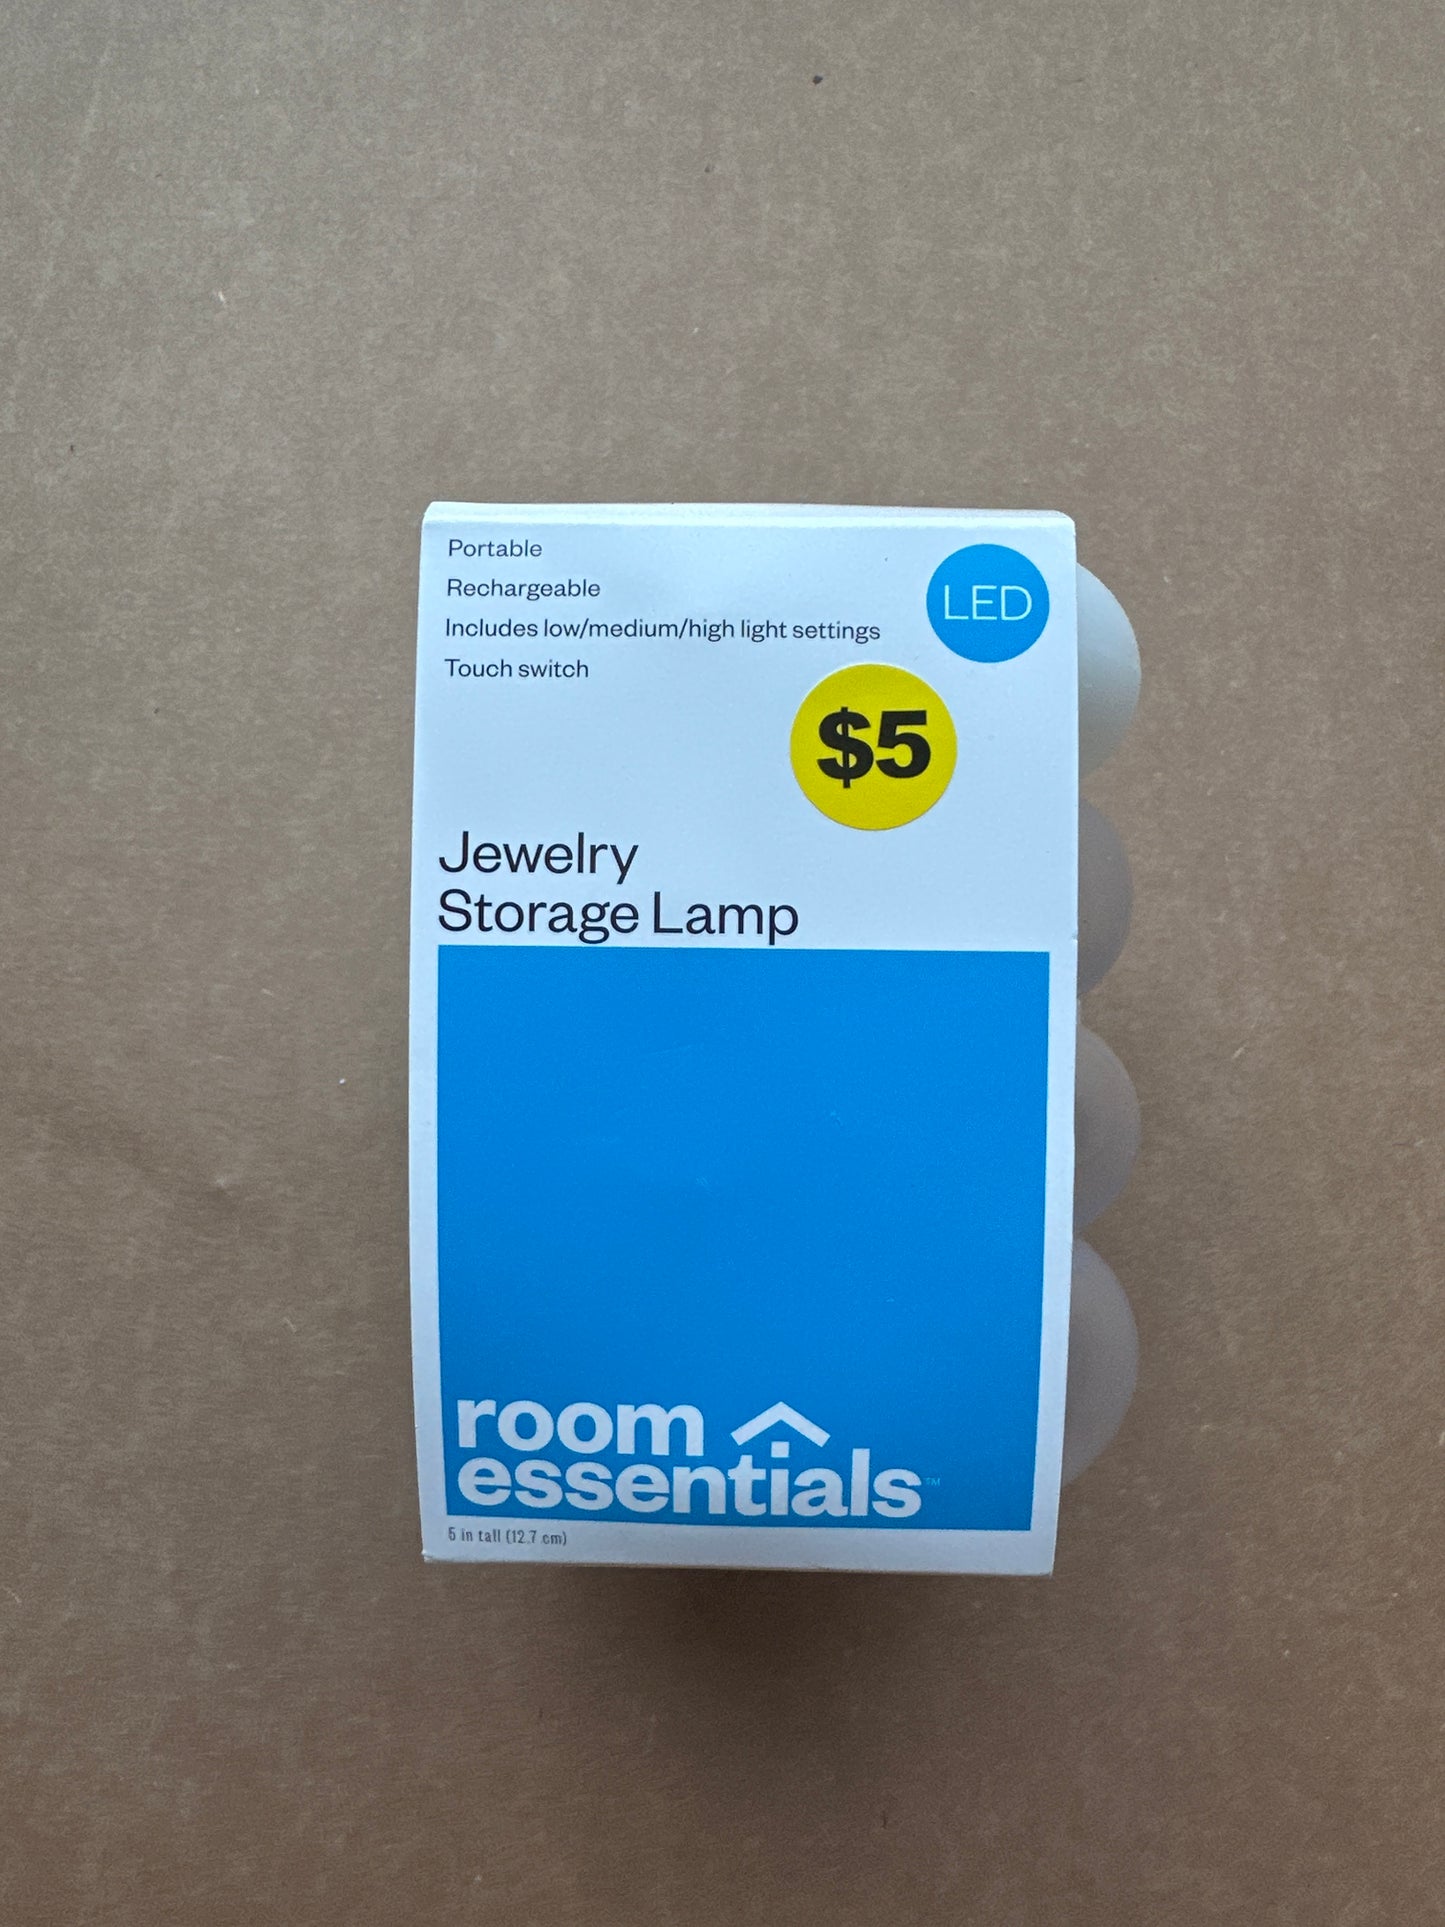 Portable
Rechargeable
Includes low/medium/high light settings
Touch switch
LED
$5
Jewelry
Storage Lamp
room
essentials™
5 in tall (12.7 cm)